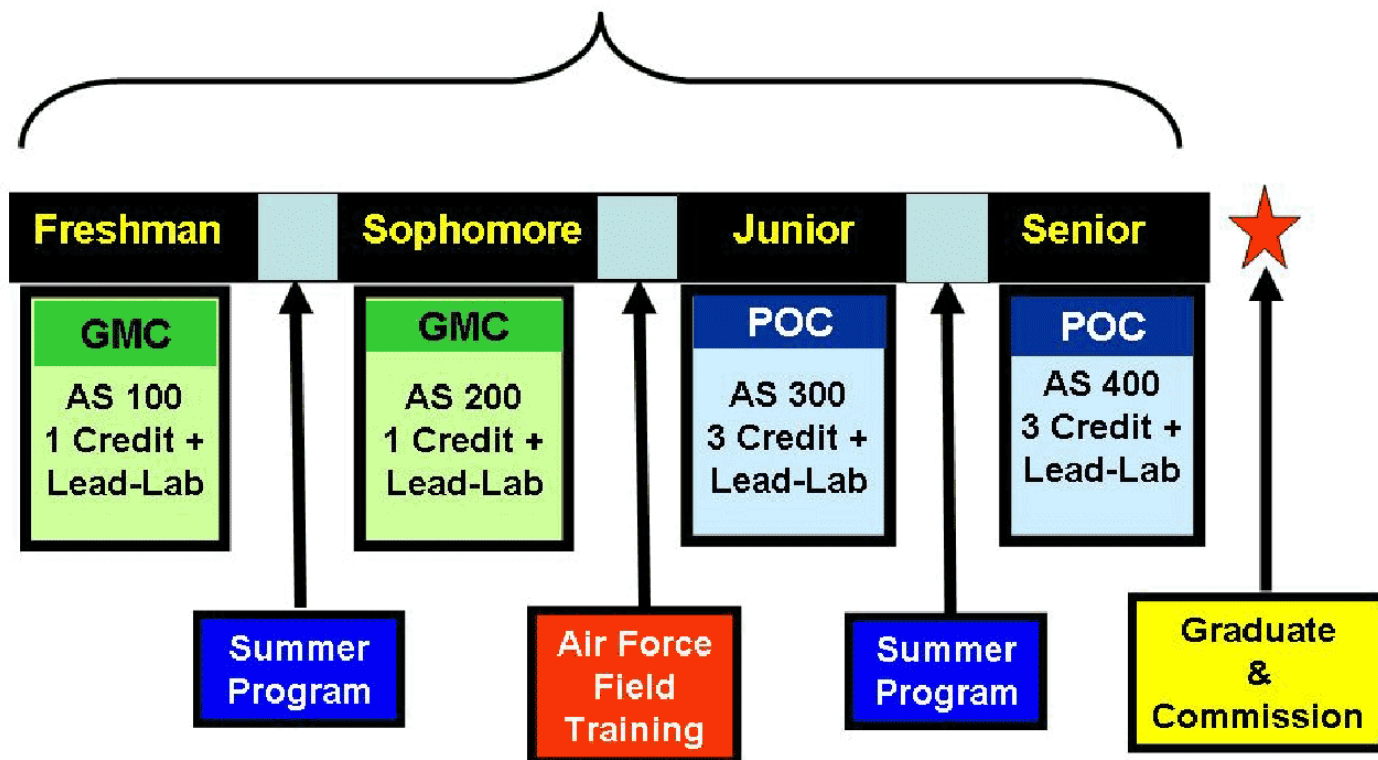 Freshman
Sophomore
Junior
Senior
GMC
AS 100
1 Credit +
Lead-Lab
GMC
AS 200
1 Credit +
Lead-Lab
POC
AS 300
3 Credit +
Lead-Lab
POC
AS 400
3 Credit +
Lead-Lab
Summer
Program
Air Force
Field
Training
Summer
Program
Graduate
&
Commission